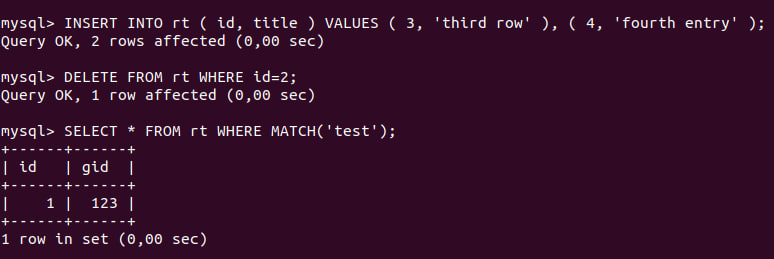 mysql> INSERT INTO rt ( id, title ) VALUES ( 3, 'third row' ), ( 4, 'fourth entry' );
Query OK, 2 rows affected (0,00 sec)
mysql> DELETE FROM rt WHERE id=2;
Query OK, 1 row affected (0,00 sec)
mysql> SELECT * FROM rt WHERE MATCH('test');
+------+------+
| id   | gid  |
+------+------+
|    1 |  123 |
+------+------+
1 row in set (0,00 sec)